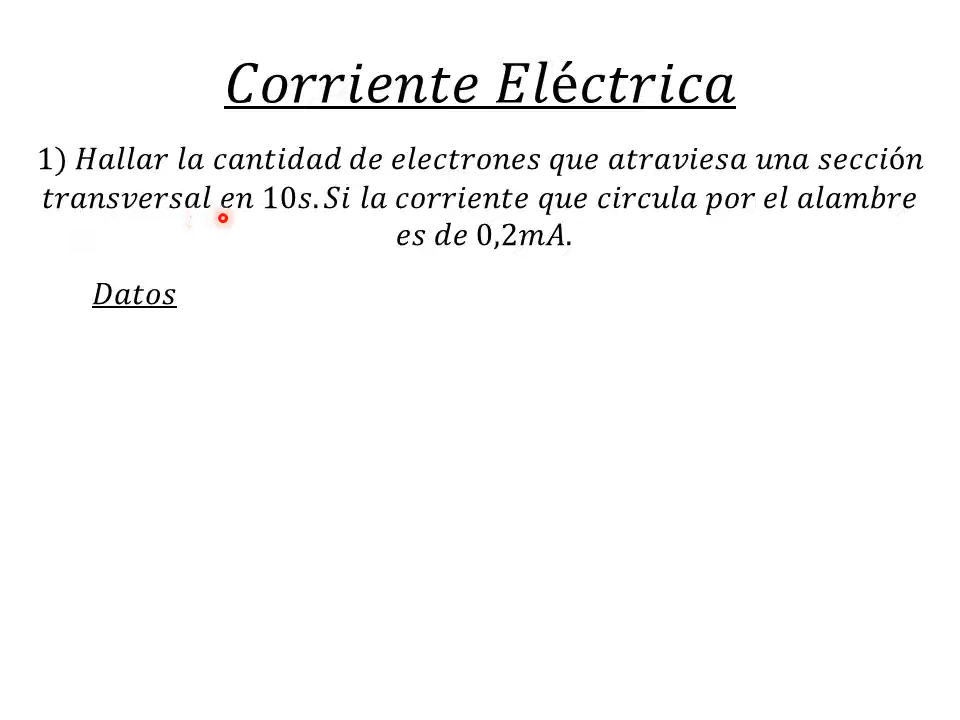 Corriente Eléctrica
1) Hallar la cantidad de electrones que atraviesa una sección
transversal en 10s. Si la corriente que circula por el alambre
es de 0,2mA.
Datos